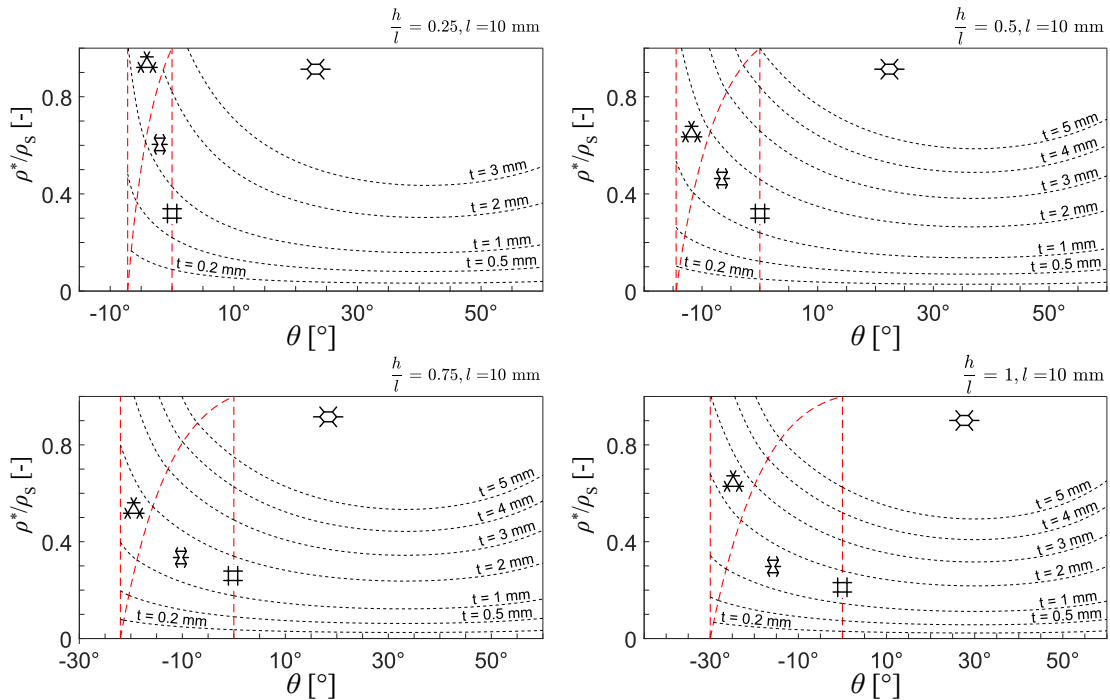 h/l = 0.25, l=10 mm
0.8
0.4
0
ρ*/ρs [-]
t = 3 mm
t = 2 mm
t = 1 mm
t = 0.5 mm
t = 0.2 mm
-10° 10° 30° 50°
θ [°]
h/l = 0.5, l=10 mm
0.8
0.4
0
ρ*/ρs [-]
t = 5 mm
t = 4 mm
t = 3 mm
t = 2 mm
t = 1 mm
t = 0.5 mm
t = 0.2 mm
-10° 10° 30° 50°
θ [°]
h/l = 0.75, l=10 mm
0.8
0.4
0
ρ*/ρs [-]
t = 5 mm
t = 4 mm
t = 3 mm
t = 2 mm
t = 1 mm
t = 0.5 mm
t = 0.2 mm
-30° -10° 10° 30° 50°
θ [°]
h/l = 1, l=10 mm
0.8
0.4
0
ρ*/ρs [-]
t = 5 mm
t = 4 mm
t = 3 mm
t = 2 mm
t = 1 mm
t = 0.5 mm
t = 0.2 mm
-30° -10° 10° 30° 50°
θ [°]